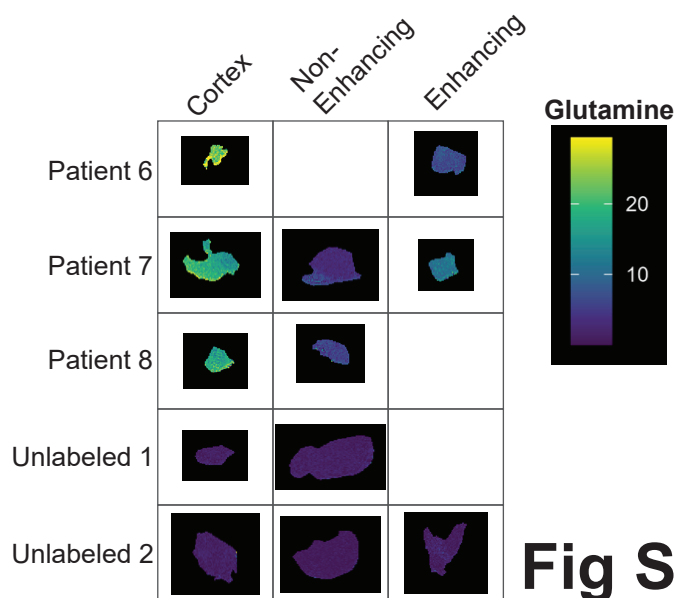 Cortex
Non-
Enhancing
Enhancing
Glutamine
20
10
Patient 6
Patient 7
Patient 8
Unlabeled 1
Unlabeled 2
Fig S